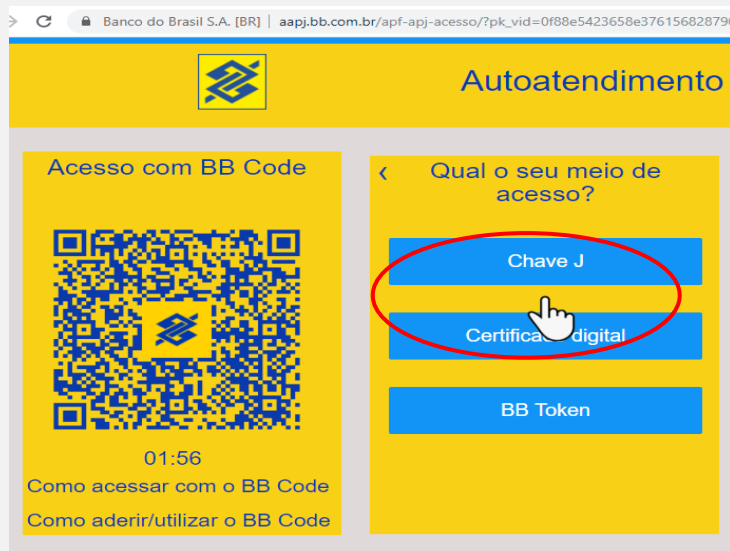 Banco do Brasil S.A. [BR] | aapj.bb.com.br/apf-apj-acesso/?pk_vid=0f88e5423658e376156828790
Autoatendimento
Acesso com BB Code
01:56
Como acessar com o BB Code
Como aderir/utilizar o BB Code
‹ Qual o seu meio de
acesso?
Chave J
Certificado digital
BB Token